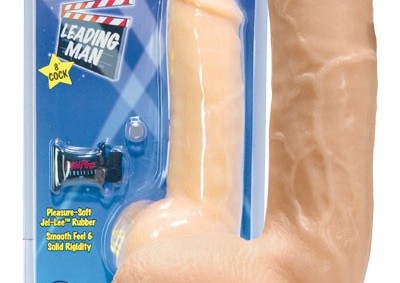 LEADING
MAN
8" COCK
Pleasure-Soft
Jel-Lee™ Rubber
Smooth Feel &
Solid Rigidity